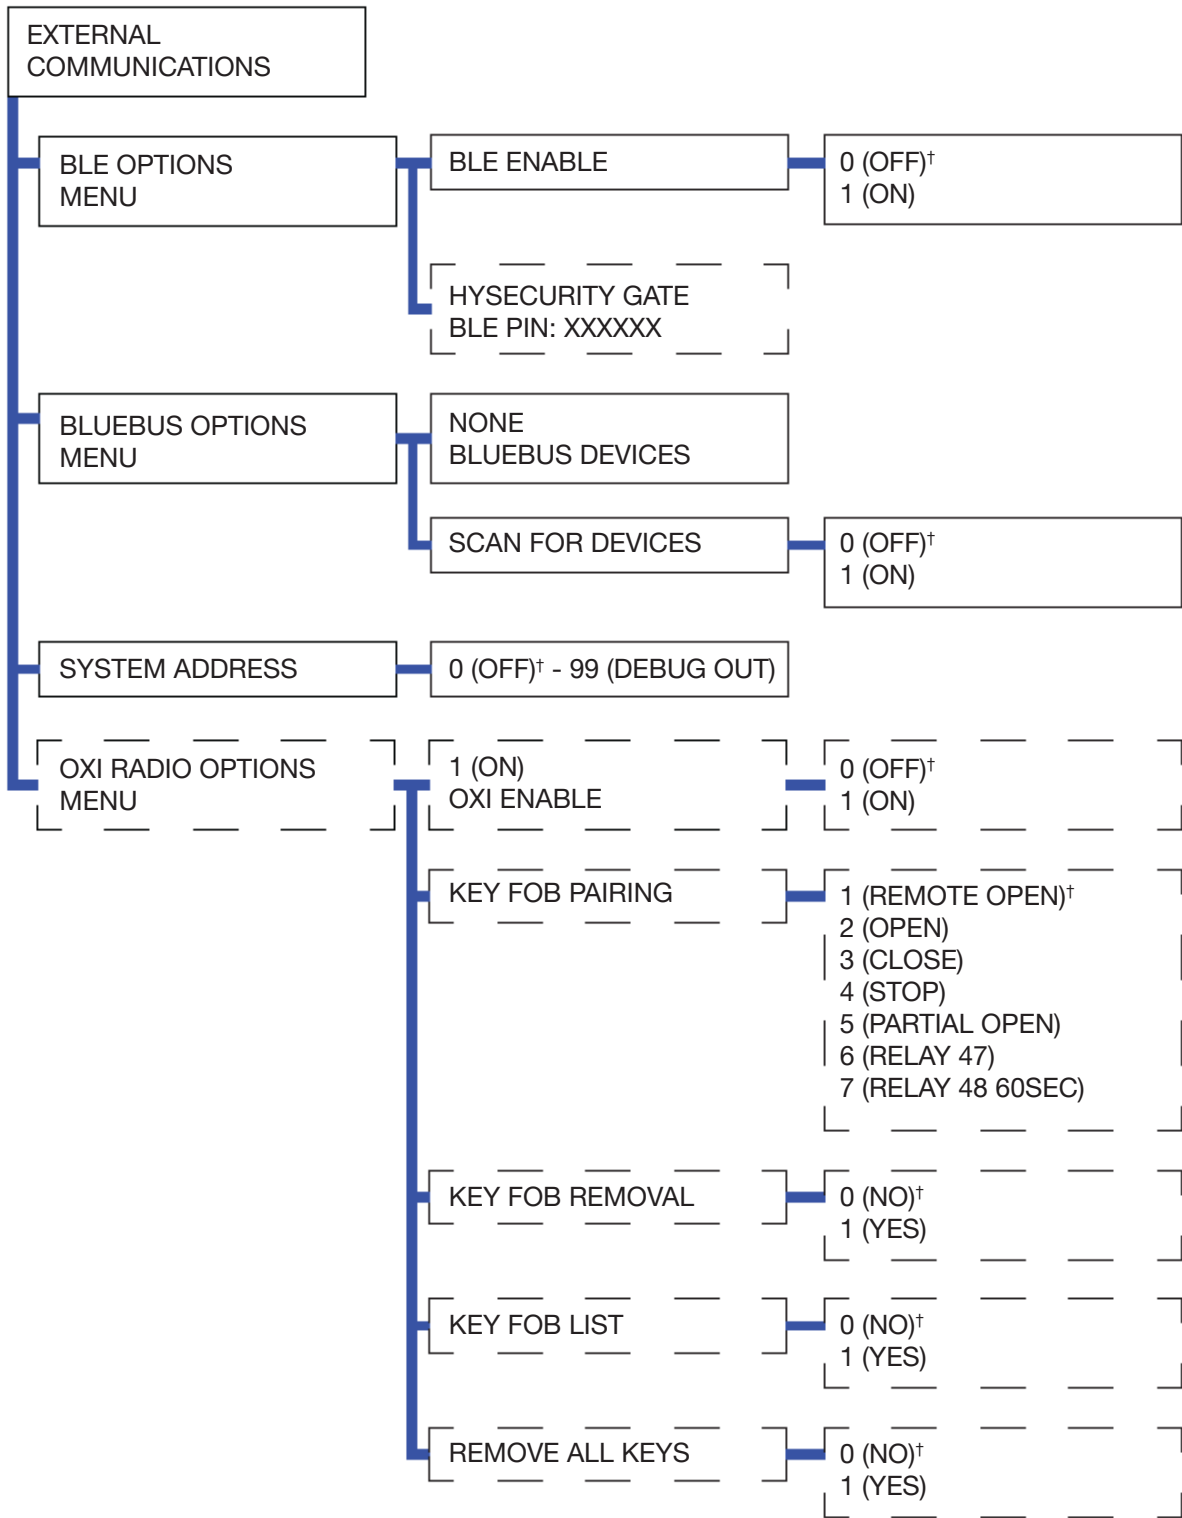 EXTERNAL
COMMUNICATIONS
BLE OPTIONS
MENU
BLE ENABLE
0 (OFF)†
1 (ON)
HYSECURITY GATE
BLE PIN: XXXXXX
BLUEBUS OPTIONS
MENU
NONE
BLUEBUS DEVICES
SCAN FOR DEVICES
0 (OFF)†
1 (ON)
SYSTEM ADDRESS
0 (OFF)† - 99 (DEBUG OUT)
OXI RADIO OPTIONS
MENU
1 (ON)
OXI ENABLE
0 (OFF)†
1 (ON)
KEY FOB PAIRING
1 (REMOTE OPEN)†
2 (OPEN)
3 (CLOSE)
4 (STOP)
5 (PARTIAL OPEN)
6 (RELAY 47)
7 (RELAY 48 60SEC)
KEY FOB REMOVAL
0 (NO)†
1 (YES)
KEY FOB LIST
0 (NO)†
1 (YES)
REMOVE ALL KEYS
0 (NO)†
1 (YES)